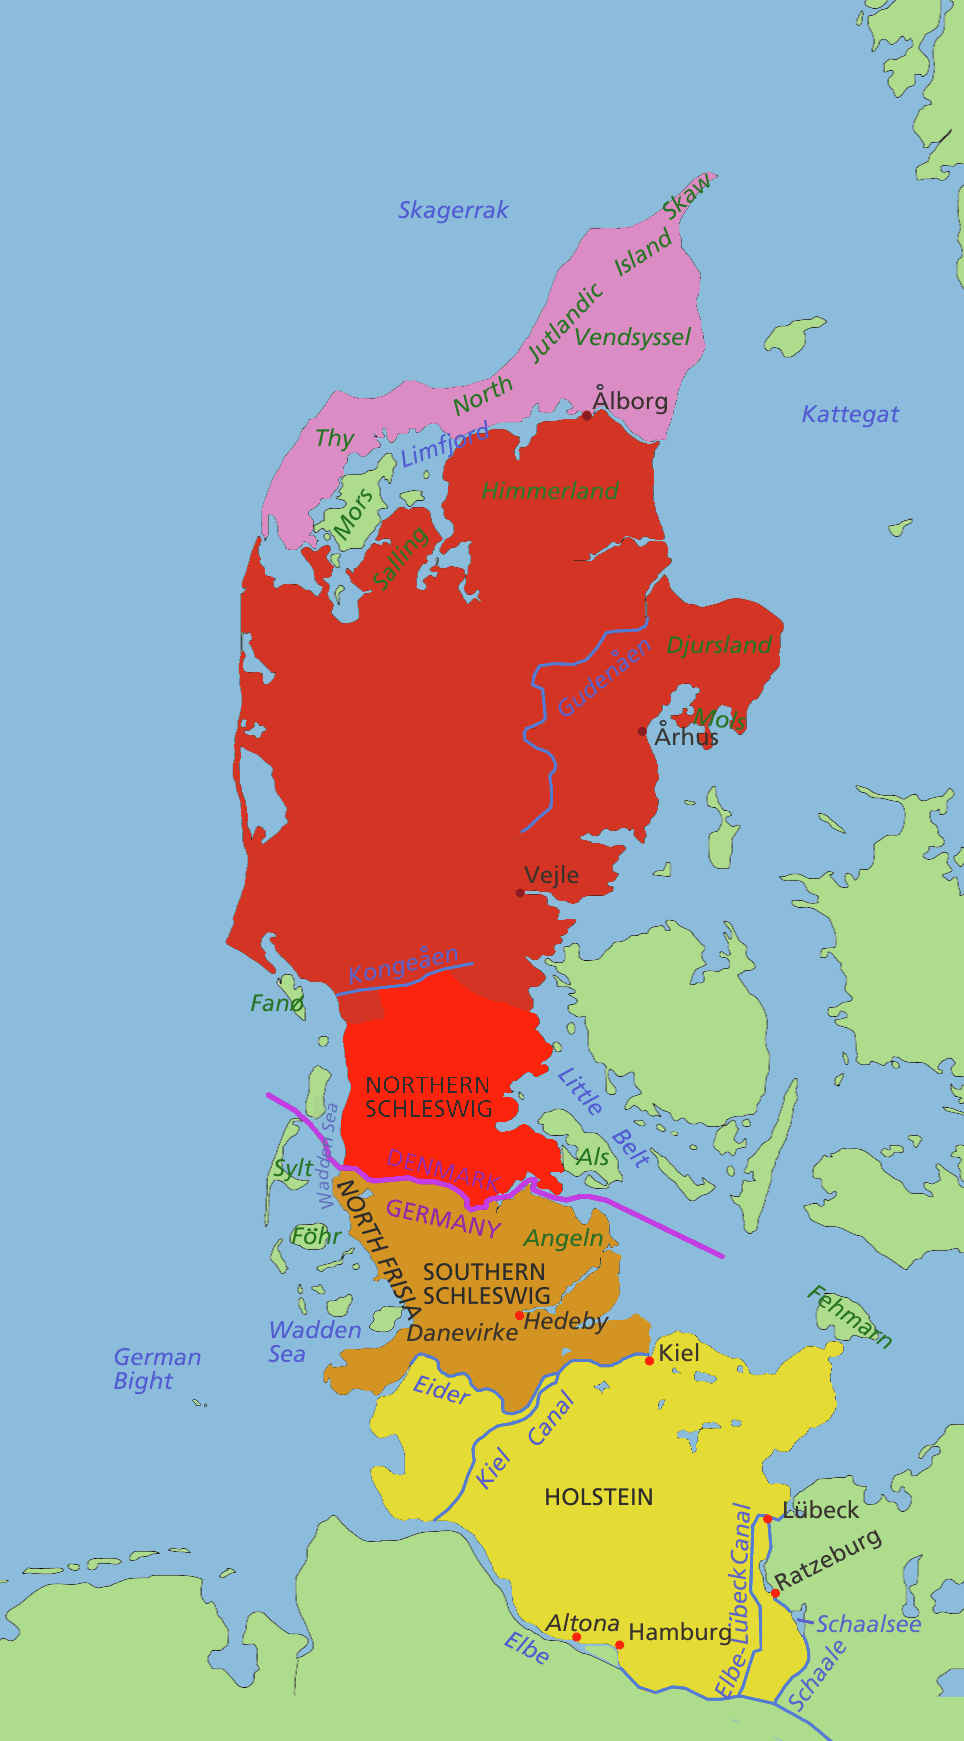 Skaw
Skagerrak
Island
Jutlandic
Vendsyssel
North
Ålborg
Kattegat
Thy
Limfjord
Himmerland
Mors
Salling
Djursland
Gudenåen
Mols
Århus
Vejle
Kongeåen
Fanø
NORTHERN
SCHLESWIG
Little
Belt
Wadden Sea
Als
Sylt
DENMARK
GERMANY
NORTH FRISIA
Föhr
Angeln
SOUTHERN
SCHLESWIG
Hedeby
Danevirke
Fehmarn
Wadden
Sea
German
Bight
Kiel
Eider
Kiel
Canal
HOLSTEIN
Lübeck
Elbe-Lübeck Canal
Ratzeburg
Schaalsee
Altona
Hamburg
Elbe
Schaale